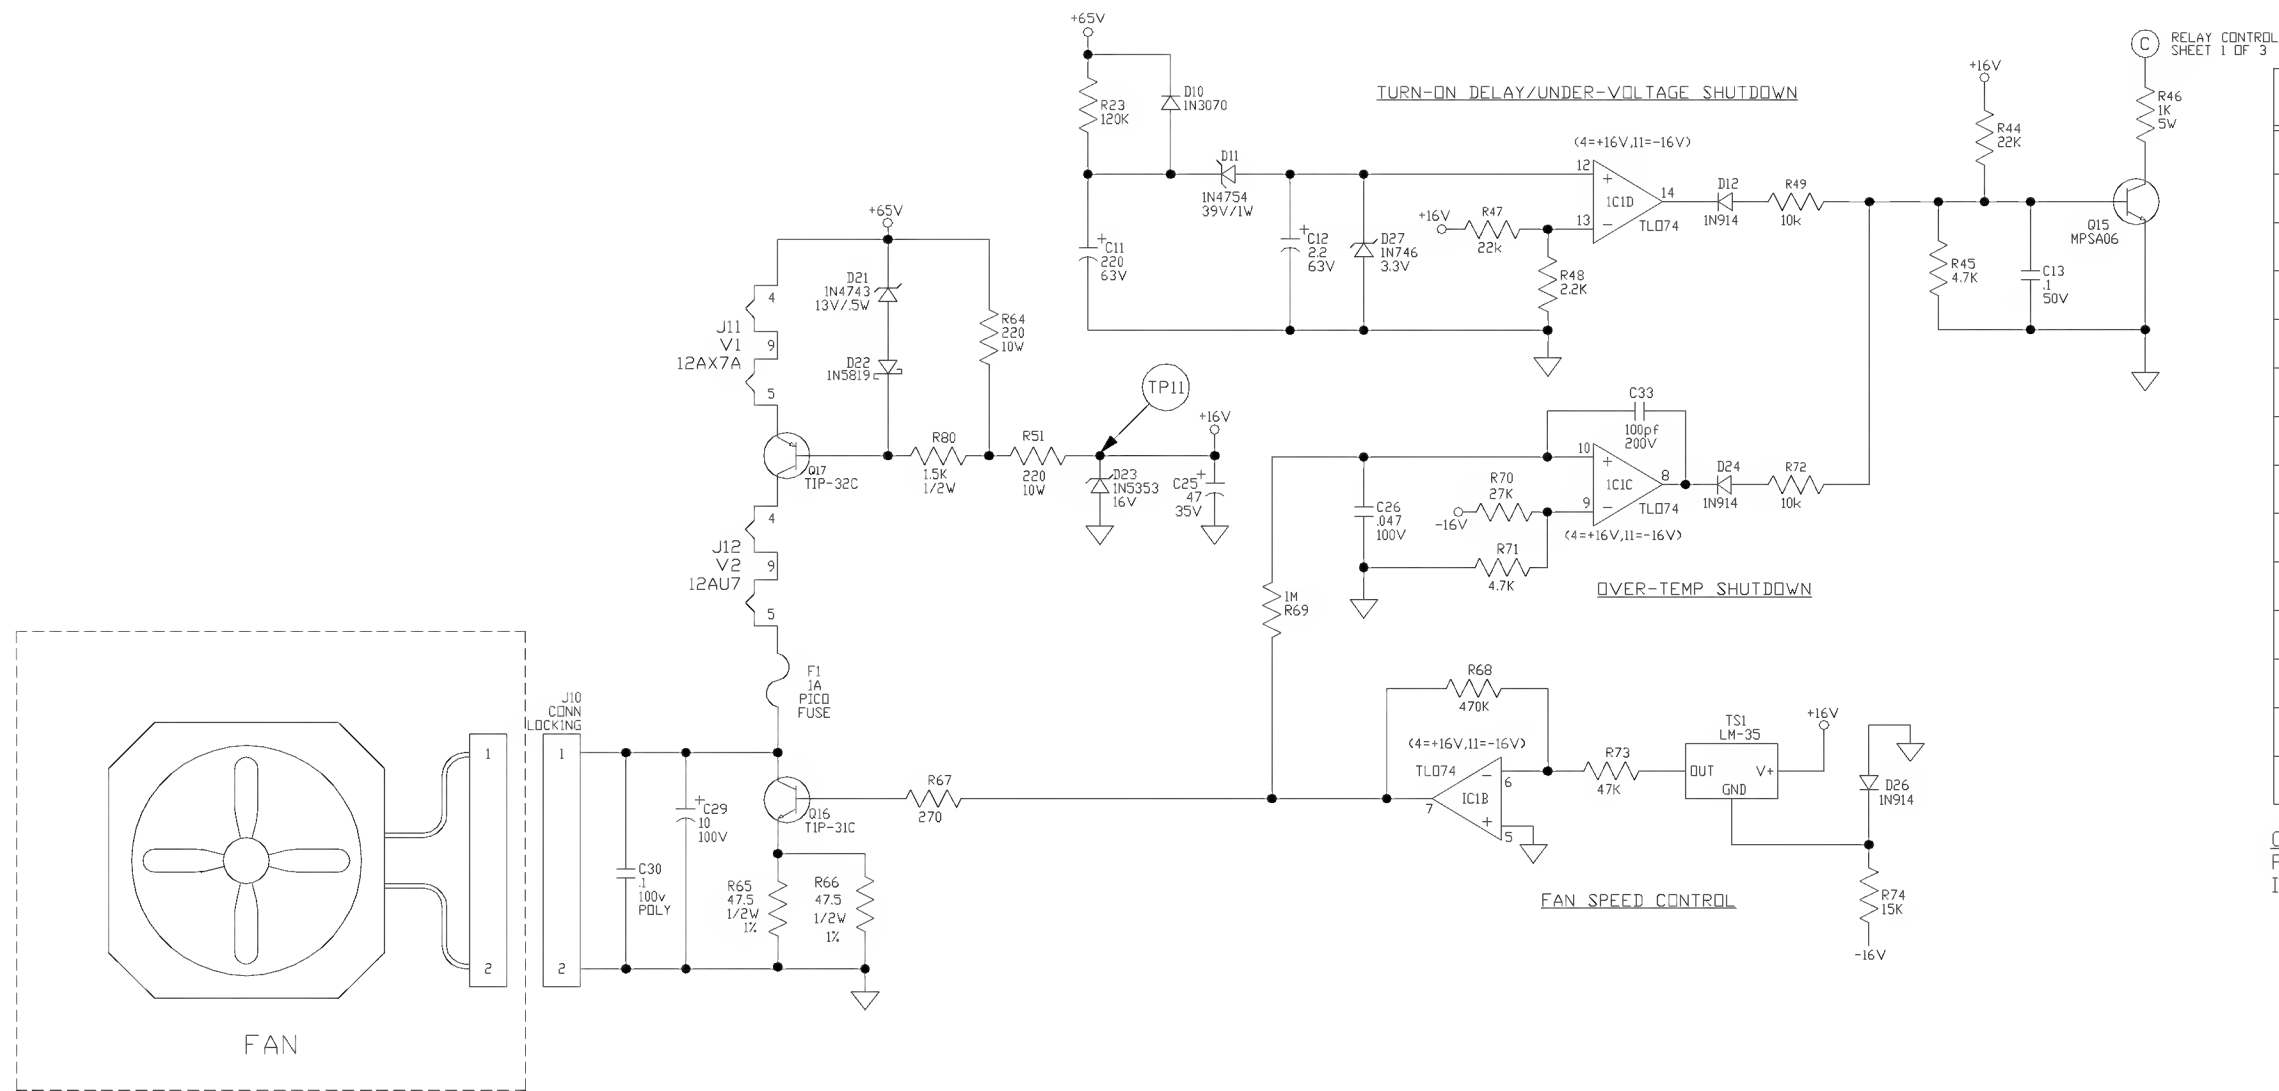 +65V
C
RELAY CONTROL
SHEET 1 OF 3
+16V
D10
1N3070
R23
120K
TURN-ON DELAY/UNDER-VOLTAGE SHUTDOWN
R46
1K
5W
R44
22K
(4=+16V,11=-16V)
D11
1N4754
39V/1W
12
+
1C1D
14
13
-
TL074
D12
1N914
R49
10k
+65V
+16V
R47
22K
Q15
MPSA06
C11
+
220
63V
C12
+
2.2
63V
D27
1N746
3.3V
R48
2.2K
R45
4.7K
C13
.1
50V
D21
1N4743
13V/.5W
4
J11
V1
12AX7A
9
5
R64
220
10W
D22
1N5819
TP11
+16V
C33
100pf
200V
R80
1.5K
1/2W
R51
220
10W
Q17
TIP-32C
D23
1N5353
16V
C25
+
47
35V
10
+
1C1C
8
9
-
TL074
D24
1N914
R72
10k
R70
27K
-16V
C26
.047
100V
(4=+16V,11=-16V)
R71
4.7K
4
J12
V2
12AU7
9
5
OVER-TEMP SHUTDOWN
1M
R69
F1
1A
PICO
FUSE
R68
470K
J10
CONN
LOCKING
TS1
LM-35
+16V
(4=+16V,11=-16V)
TL074
R73
47K
OUT
V+
GND
D26
1N914
1
1
-
6
IC1B
7
+
5
R67
270
Q16
TIP-31C
C29
+
10
100V
C30
.1
100v
POLY
R65
47.5
1/2W
1%
R66
47.5
1/2W
1%
FAN SPEED CONTROL
R74
15K
-16V
2
2
FAN